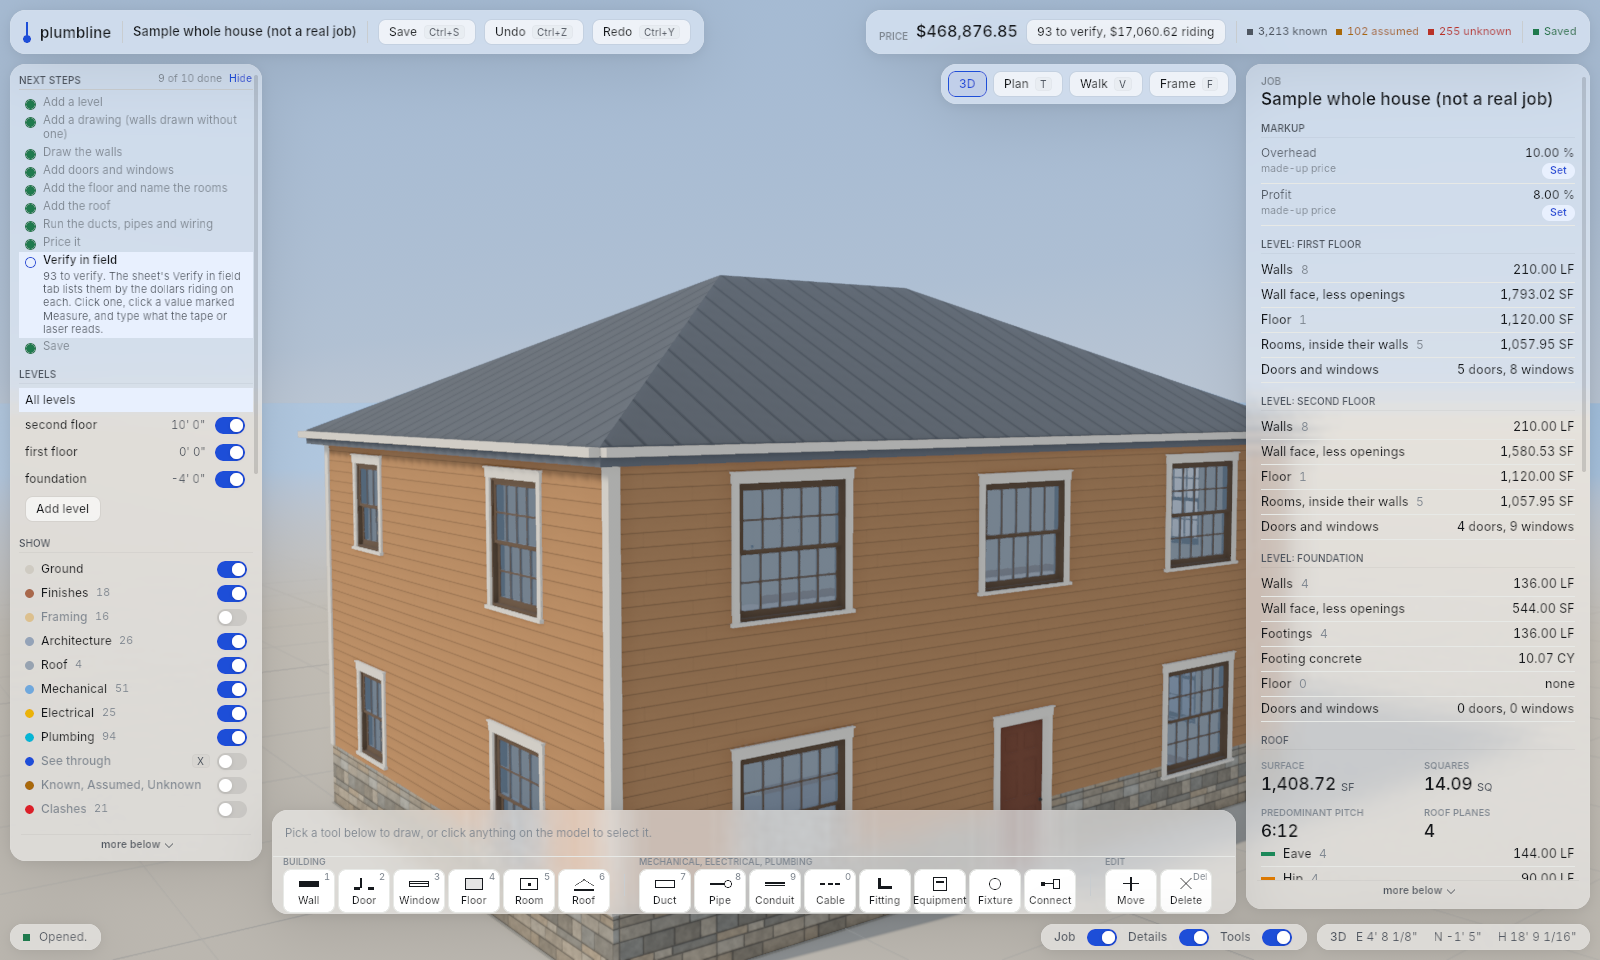 plumbline
Sample whole house (not a real job)
Save Ctrl+S
Undo Ctrl+Z
Redo Ctrl+Y
PRICE $468,876.85
93 to verify, $17,060.62 riding
3,213 known
102 assumed
255 unknown
Saved
3D
Plan T
Walk V
Frame F
NEXT STEPS 9 of 10 done Hide
Add a level
Add a drawing (walls drawn without
one)
Draw the walls
Add doors and windows
Add the floor and name the rooms
Add the roof
Run the ducts, pipes and wiring
Price it
Verify in field
93 to verify. The sheet's Verify in field
tab lists them by the dollars riding on
each. Click one, click a value marked
Measure, and type what the tape or
laser reads.
Save
LEVELS
All levels
second floor 10' 0"
first floor 0' 0"
foundation -4' 0"
Add level
SHOW
Ground
Finishes 18
Framing 16
Architecture 26
Roof 4
Mechanical 51
Electrical 25
Plumbing 94
See through X
Known, Assumed, Unknown
Clashes 21
more below
JOB
Sample whole house (not a real job)
MARKUP
Overhead 10.00 %
made-up price Set
Profit 8.00 %
made-up price Set
LEVEL: FIRST FLOOR
Walls 8 210.00 LF
Wall face, less openings 1,793.02 SF
Floor 1 1,120.00 SF
Rooms, inside their walls 5 1,057.95 SF
Doors and windows 5 doors, 8 windows
LEVEL: SECOND FLOOR
Walls 8 210.00 LF
Wall face, less openings 1,580.53 SF
Floor 1 1,120.00 SF
Rooms, inside their walls 5 1,057.95 SF
Doors and windows 4 doors, 9 windows
LEVEL: FOUNDATION
Walls 4 136.00 LF
Wall face, less openings 544.00 SF
Footings 4 136.00 LF
Footing concrete 10.07 CY
Floor 0 none
Doors and windows 0 doors, 0 windows
ROOF
SURFACE SQUARES
1,408.72 SF 14.09 SQ
PREDOMINANT PITCH ROOF PLANES
6:12 4
Eave 4 144.00 LF
Hip 4 90.00 LF
more below
Pick a tool below to draw, or click anything on the model to select it.
BUILDING
Wall 1
Door 2
Window 3
Floor 4
Room 5
Roof 6
MECHANICAL, ELECTRICAL, PLUMBING
Duct 7
Pipe 8
Conduit 9
Cable 0
Fitting
Equipment
Fixture
Connect
EDIT
Move
Delete Del
Opened.
Job
Details
Tools
3D E 4' 8 1/8" N -1' 5" H 18' 9 1/16"